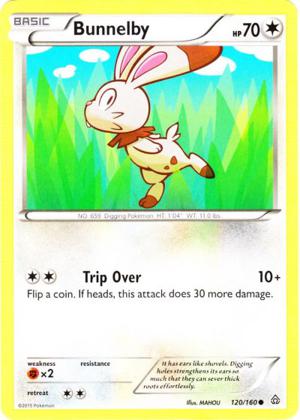 BASIC
Bunnelby
HP 70
NO. 659 Digging Pokémon HT: 1'04" WT: 11.0 lbs
Trip Over 10+
Flip a coin. If heads, this attack does 30 more damage.
weakness resistance
×2
retreat
It has ears like shovels. Digging
holes strengthens its ears so
much that they can sever thick
roots effortlessly.
©2015 Pokémon
Illus. MAHOU
120/160